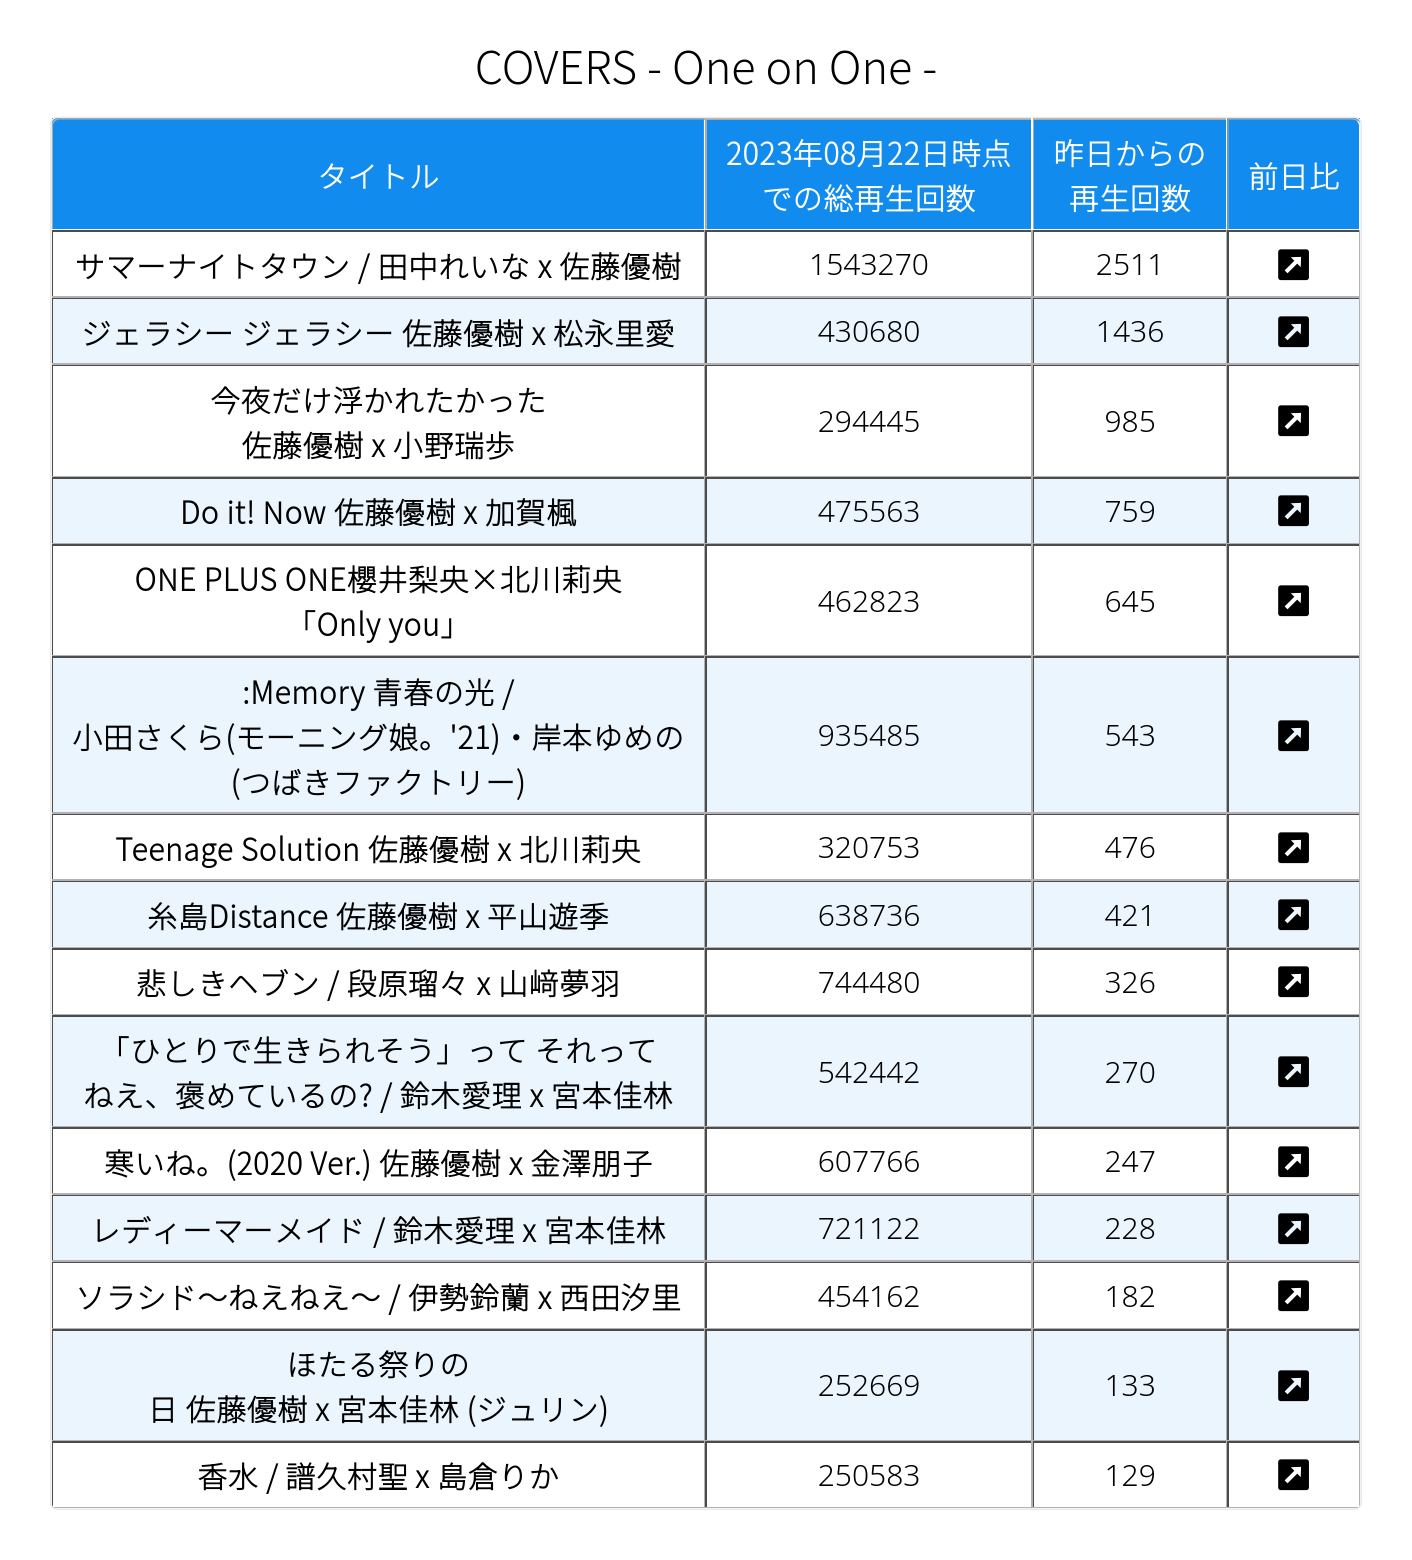 COVERS - One on One -
タイトル
2023年08月22日時点
での総再生回数
昨日からの
再生回数
前日比
サマーナイトタウン / 田中れいな x 佐藤優樹
1543270
2511
ジェラシー ジェラシー 佐藤優樹 x 松永里愛
430680
1436
今夜だけ浮かれたかった
佐藤優樹 x 小野瑞歩
294445
985
Do it! Now 佐藤優樹 x 加賀楓
475563
759
ONE PLUS ONE櫻井梨央×北川莉央
「Only you」
462823
645
:Memory 青春の光 /
小田さくら(モーニング娘。'21)・岸本ゆめの
(つばきファクトリー)
935485
543
Teenage Solution 佐藤優樹 x 北川莉央
320753
476
糸島Distance 佐藤優樹 x 平山遊季
638736
421
悲しきヘブン / 段原瑠々 x 山﨑夢羽
744480
326
「ひとりで生きられそう」って それって
ねえ、褒めているの? / 鈴木愛理 x 宮本佳林
542442
270
寒いね。(2020 Ver.) 佐藤優樹 x 金澤朋子
607766
247
レディーマーメイド / 鈴木愛理 x 宮本佳林
721122
228
ソラシド〜ねえねえ〜 / 伊勢鈴蘭 x 西田汐里
454162
182
ほたる祭りの
日 佐藤優樹 x 宮本佳林 (ジュリン)
252669
133
香水 / 譜久村聖 x 島倉りか
250583
129